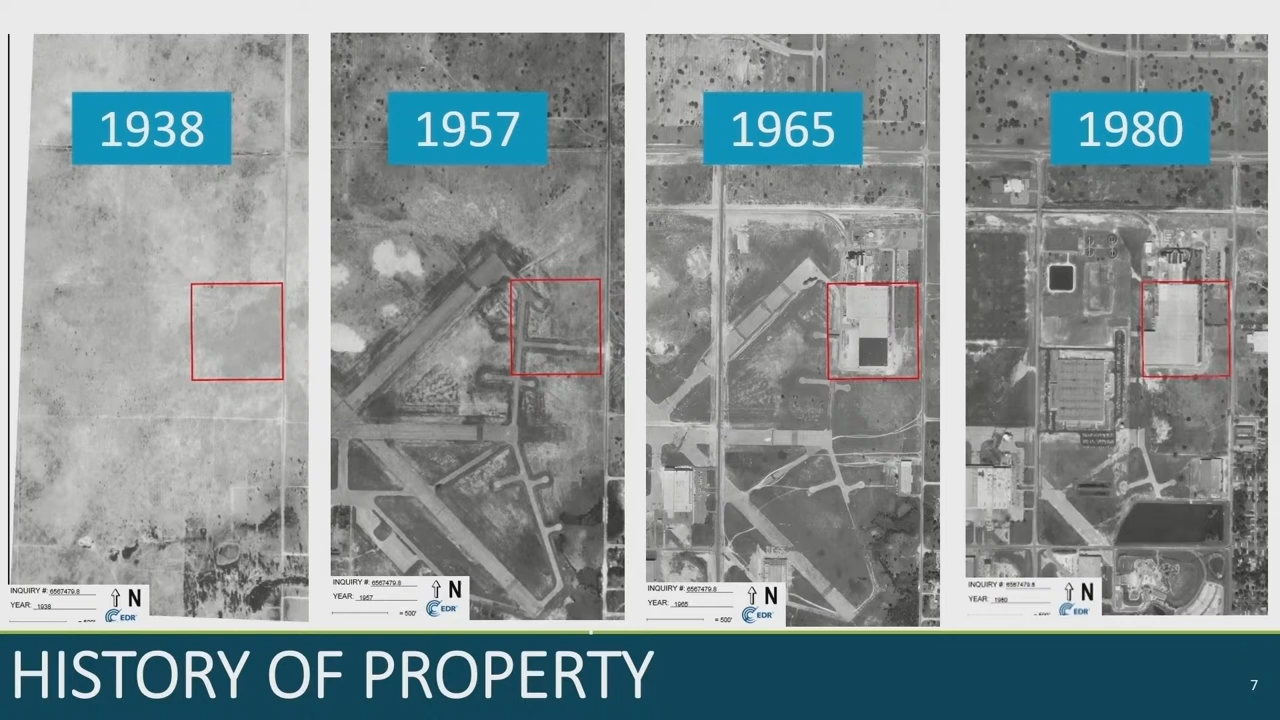 1938
1957
1965
1980
INQUIRY #: 6567479.8
YEAR: 1938
N
EDR
INQUIRY #: 6567479.8
YEAR: 1957
= 500'
N
EDR
INQUIRY #: 6567479.8
YEAR: 1965
= 500'
N
EDR
INQUIRY #: 6567479.8
YEAR: 1980
N
EDR
HISTORY OF PROPERTY
7